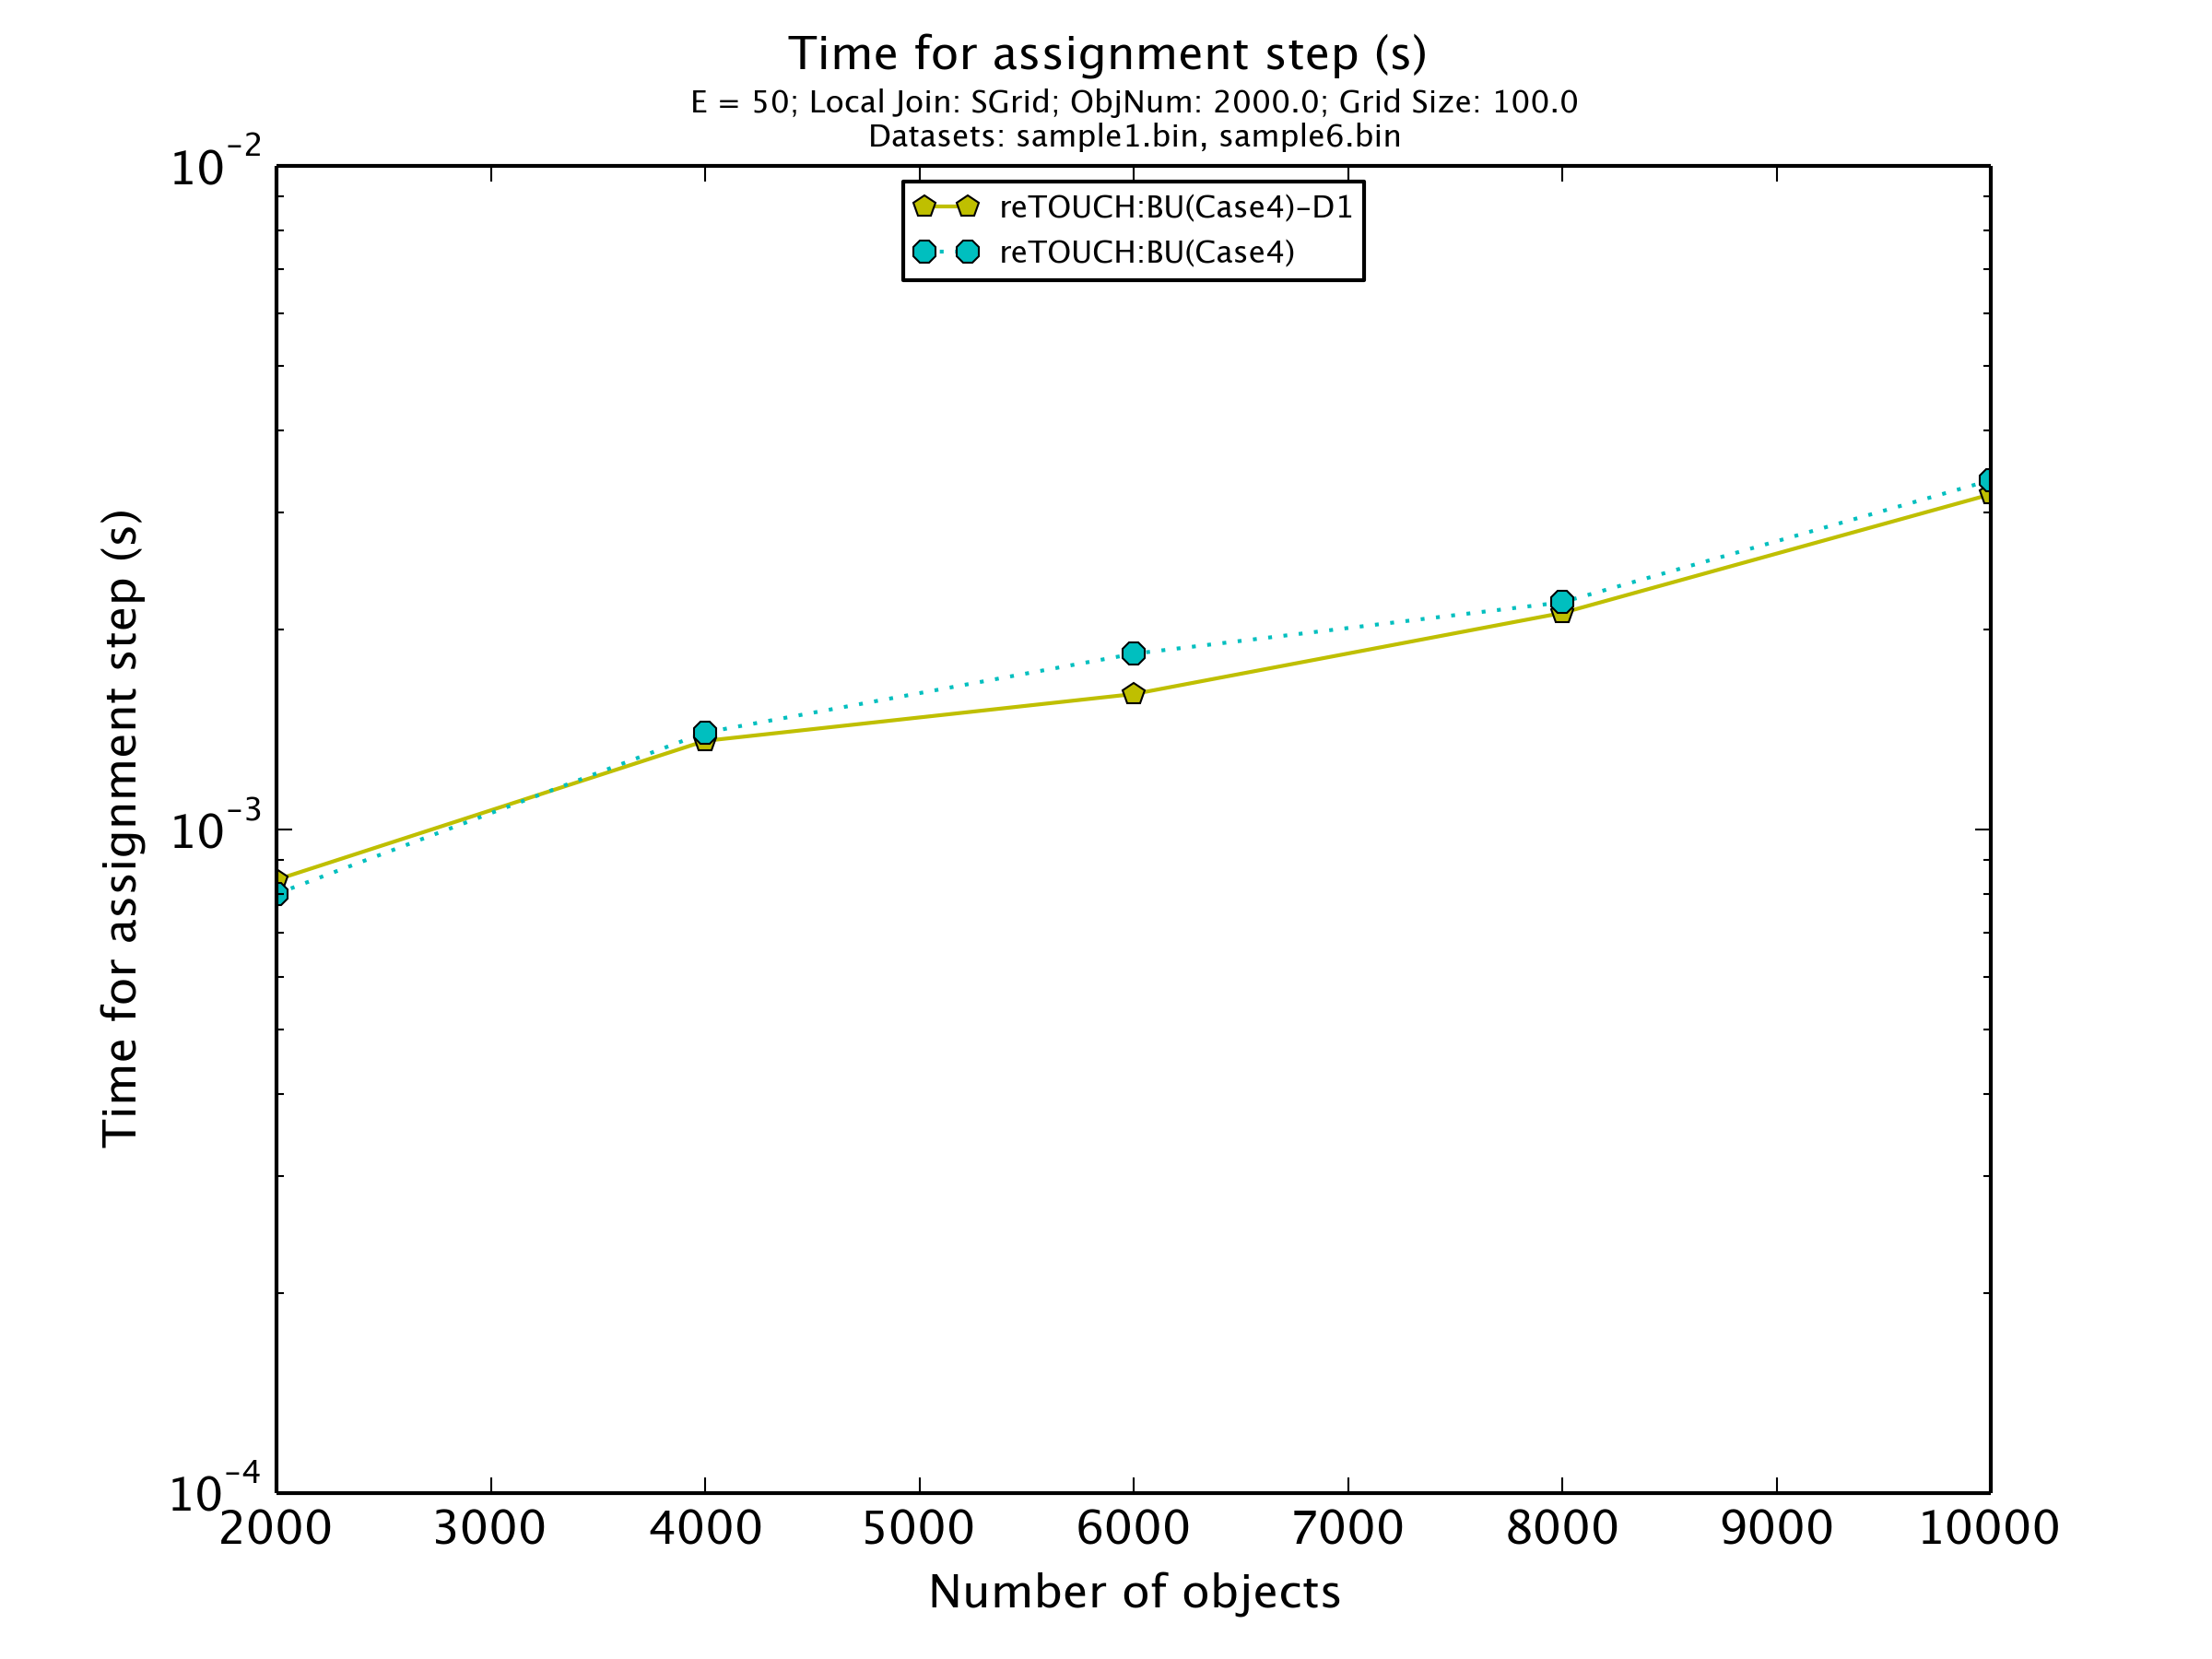 Time for assignment step (s)
E = 50; Local Join: SGrid; ObjNum: 2000.0; Grid Size: 100.0
Datasets: sample1.bin, sample6.bin
reTOUCH:BU(Case4)-D1
reTOUCH:BU(Case4)
10^-2
10^-3
10^-4
Time for assignment step (s)
2000 3000 4000 5000 6000 7000 8000 9000 10000
Number of objects